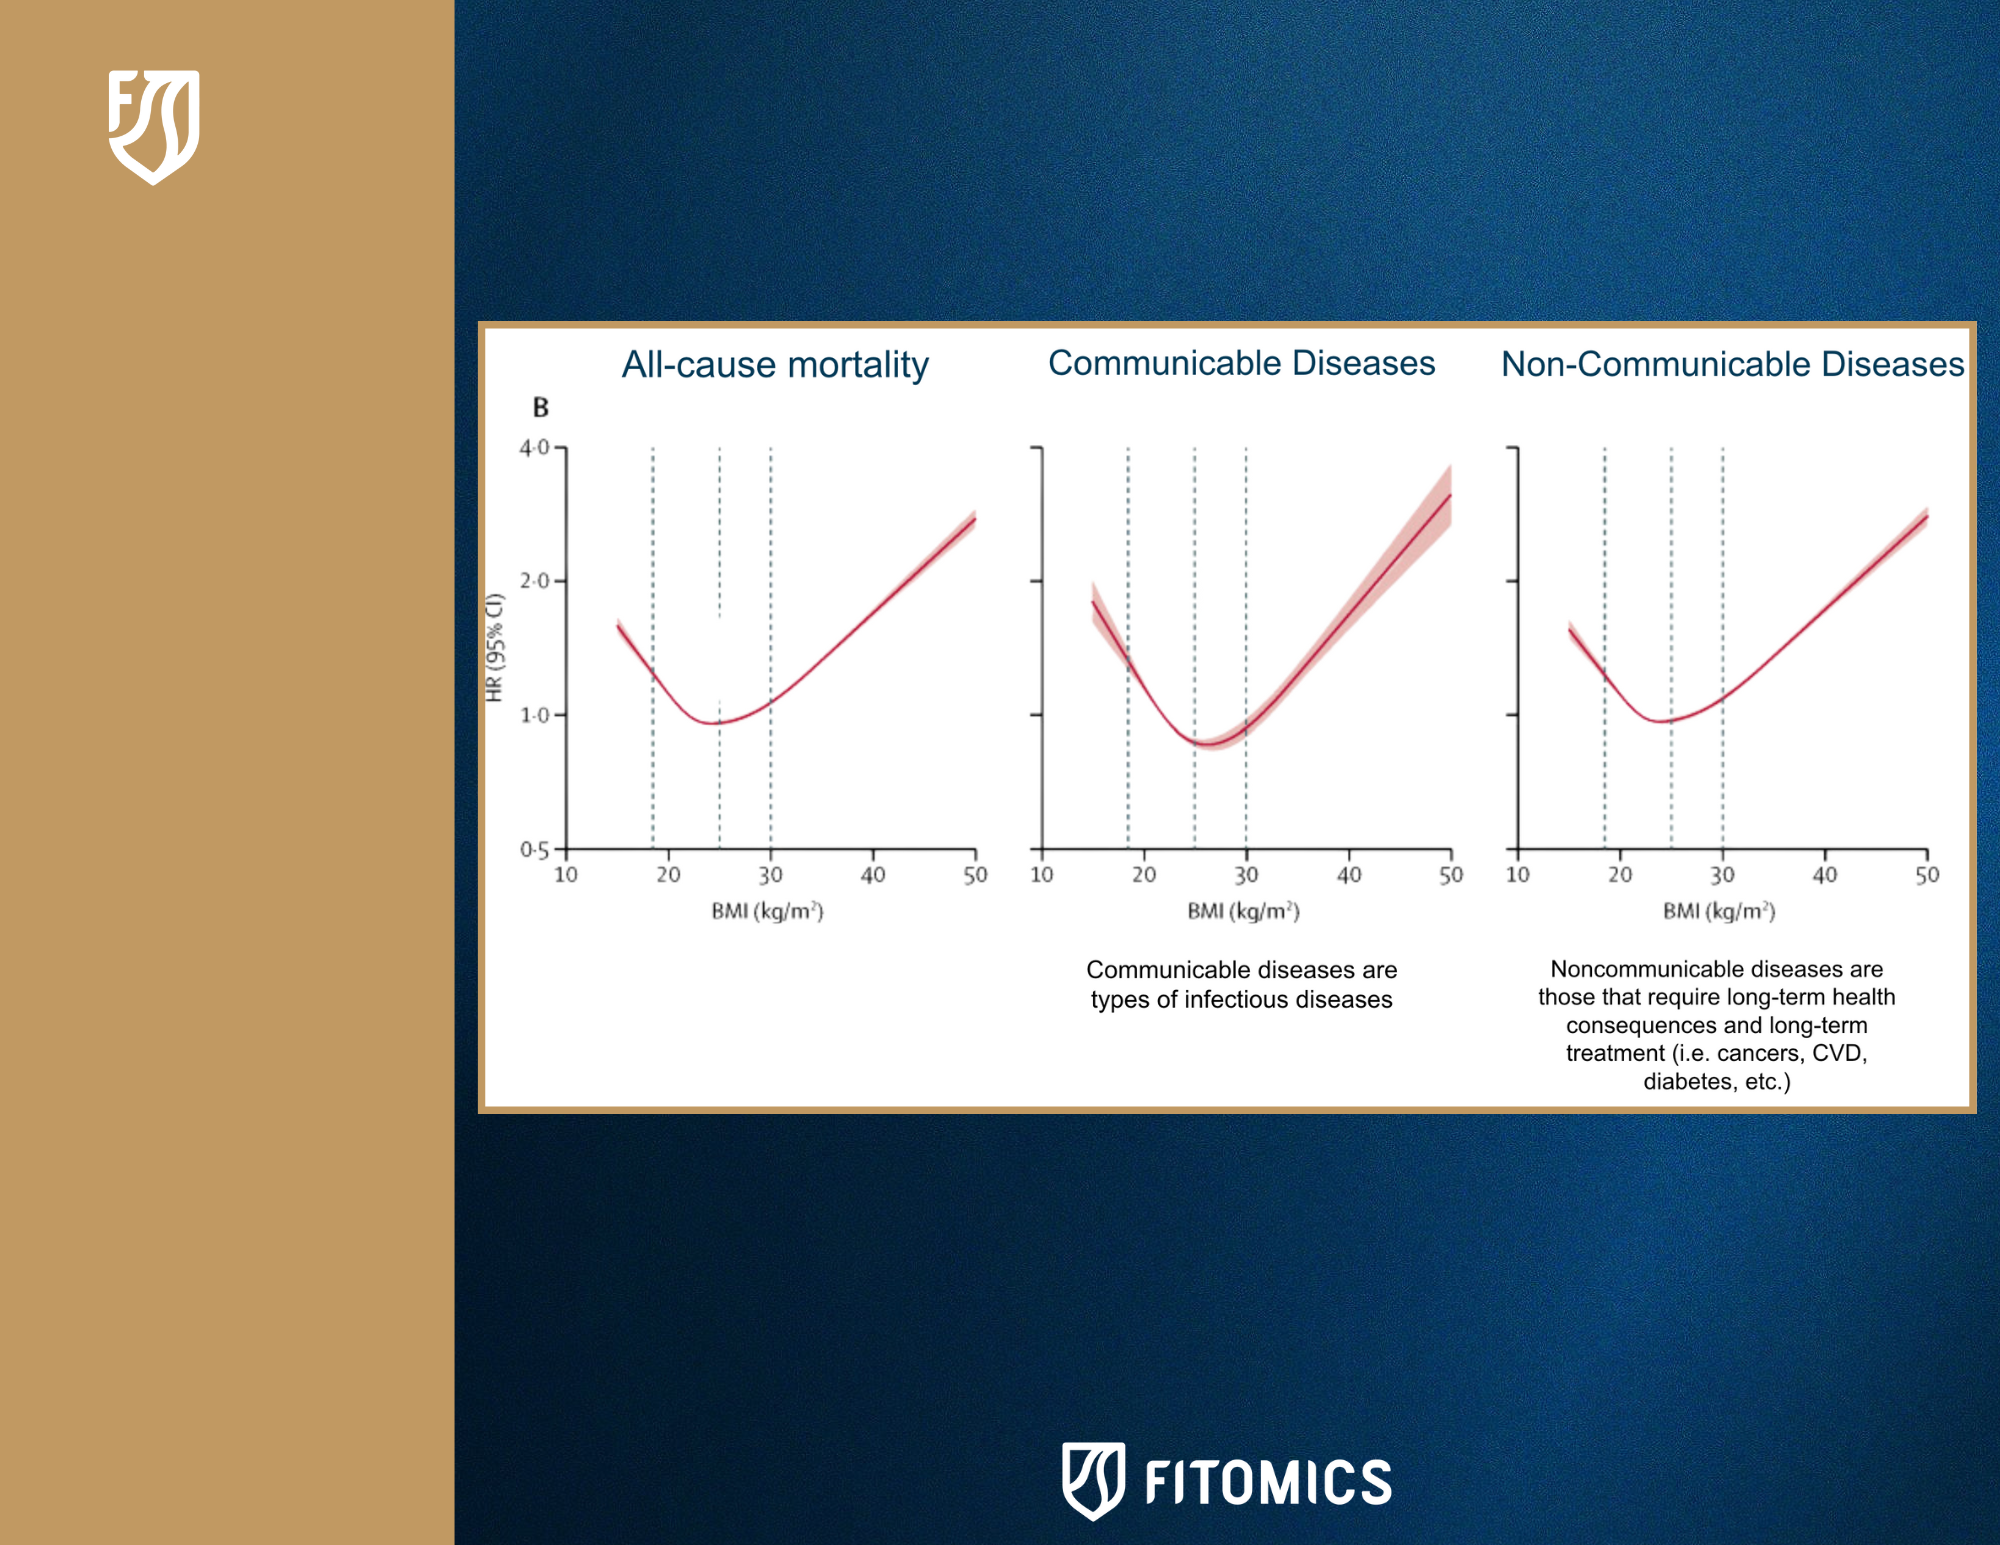 F
All-cause mortality
Communicable Diseases
Non-Communicable Diseases
B
HR (95% CI)
4·0
2·0
1·0
0·5
10 20 30 40 50
BMI (kg/m²)
10 20 30 40 50
BMI (kg/m²)
10 20 30 40 50
BMI (kg/m²)
Communicable diseases are
types of infectious diseases
Noncommunicable diseases are
those that require long-term health
consequences and long-term
treatment (i.e. cancers, CVD,
diabetes, etc.)
FITOMICS